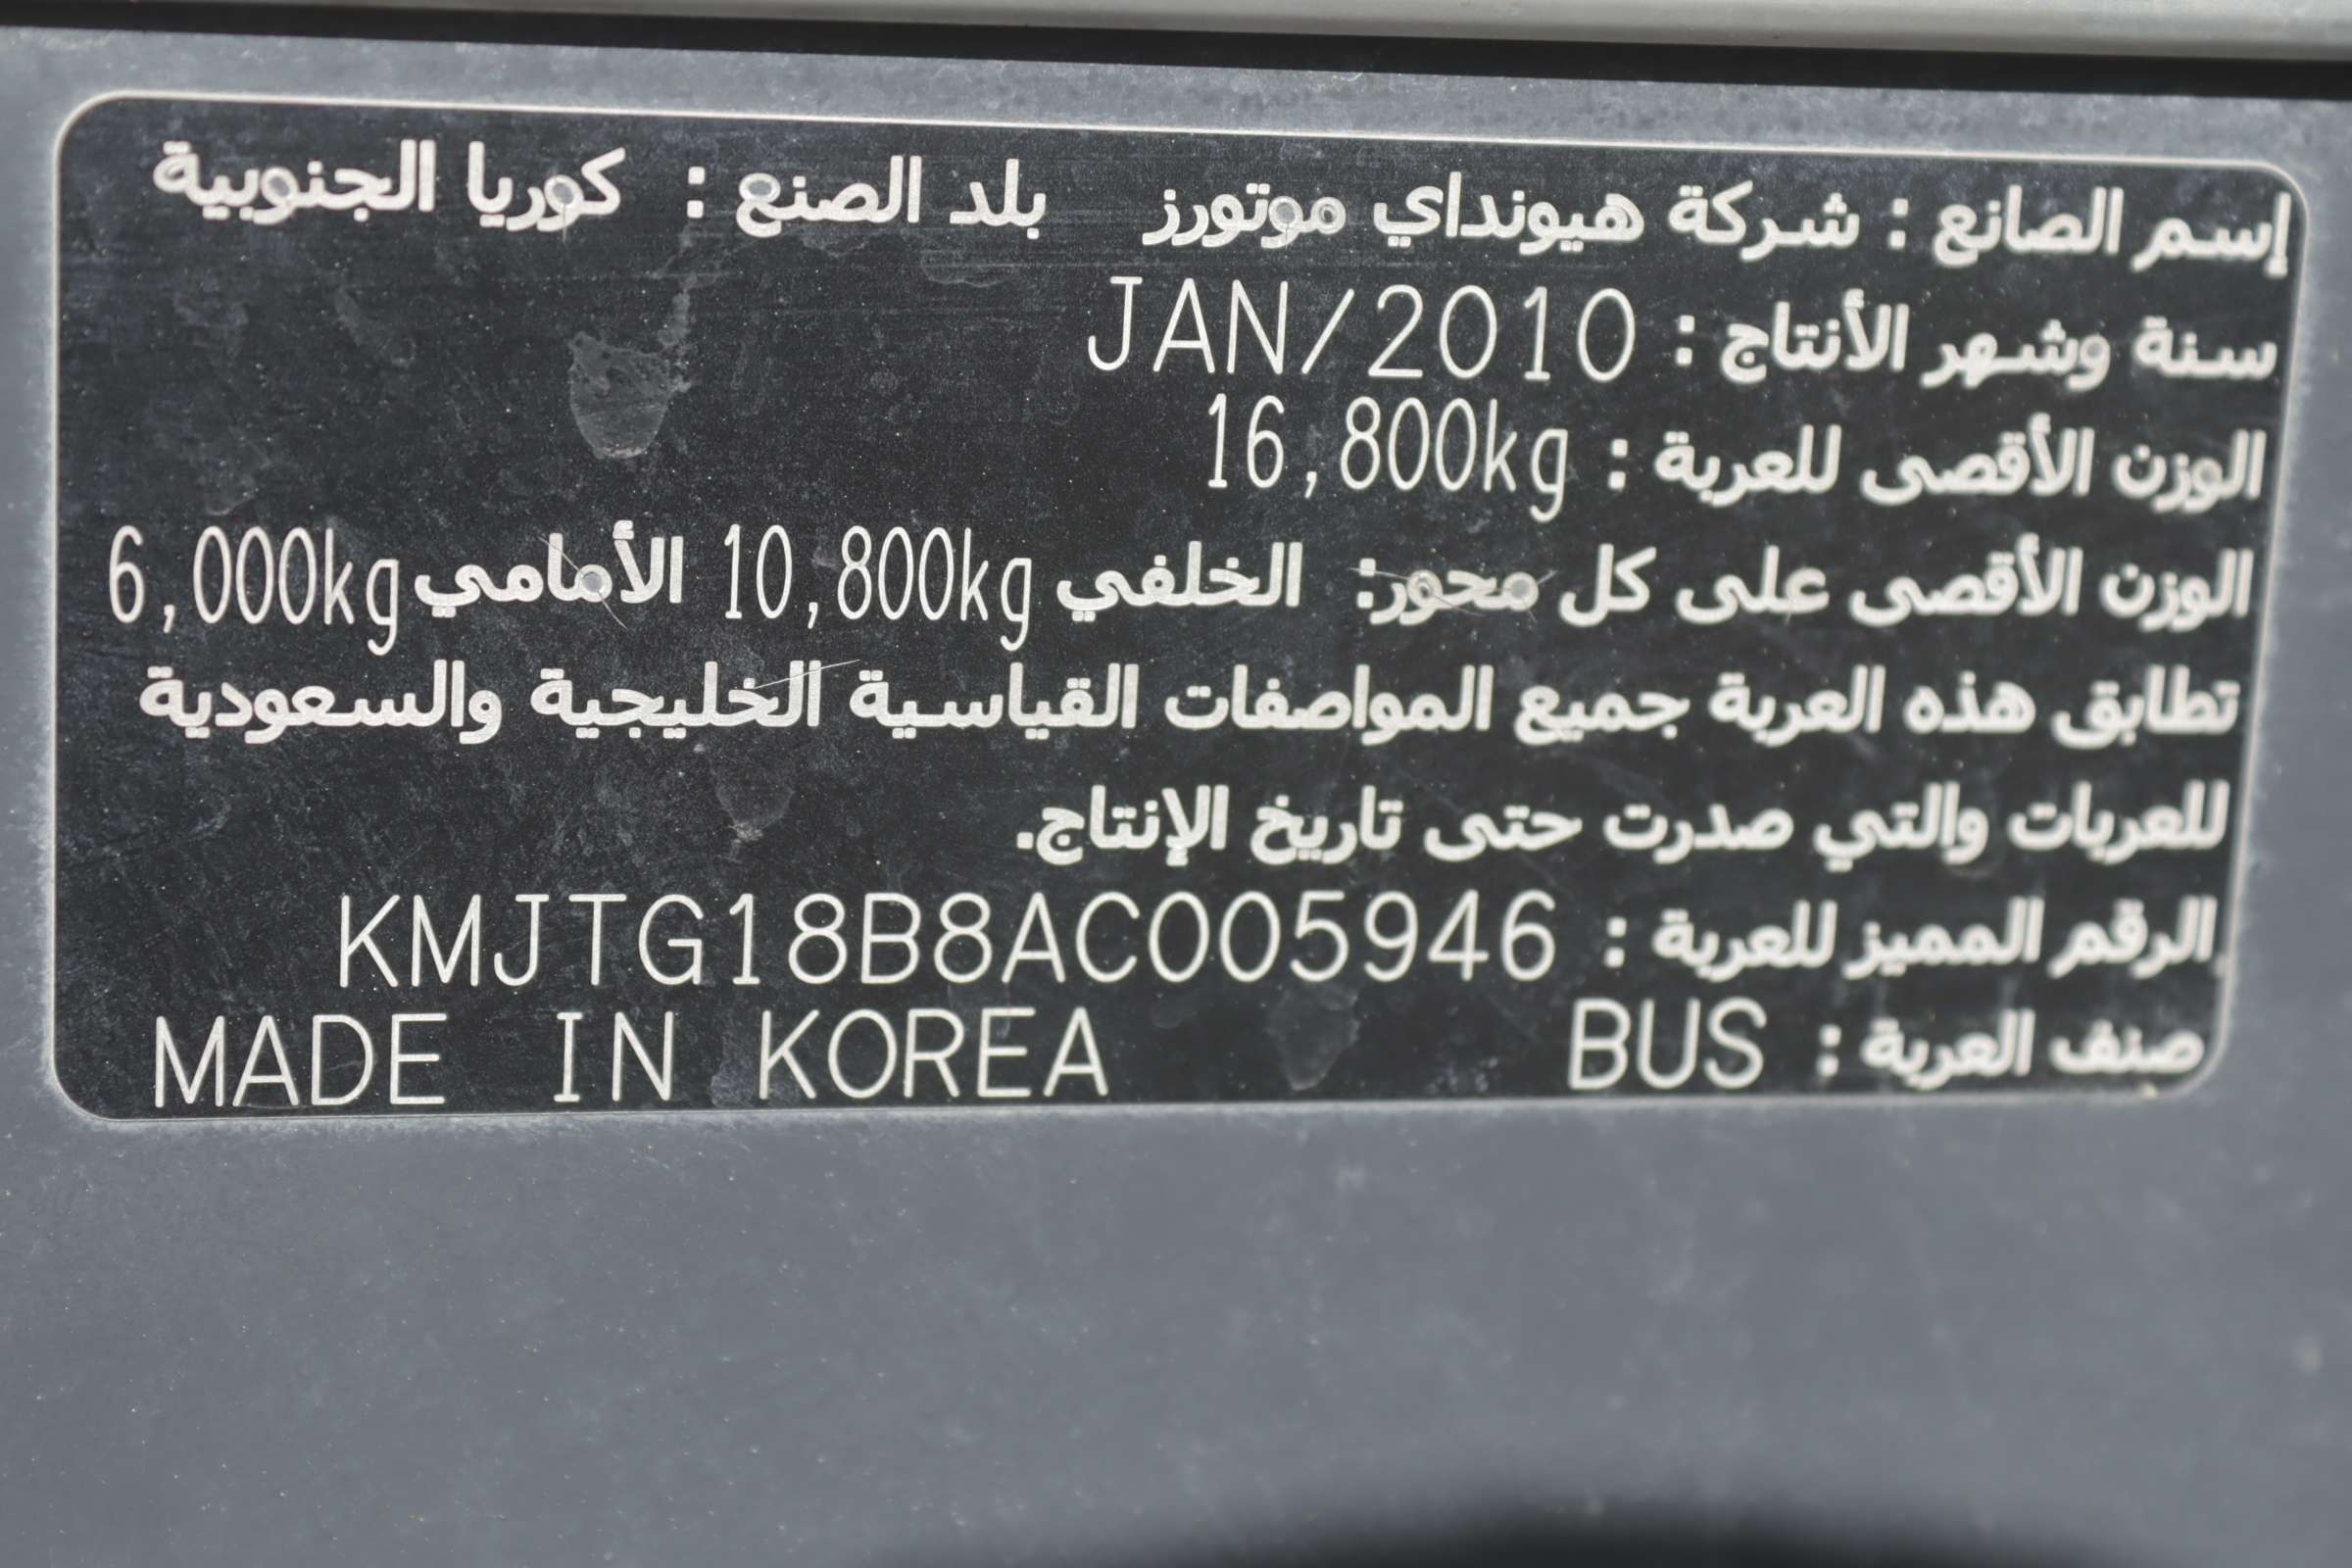 إسم الصانع : شركة هيونداي موتورز بلد الصنع : كوريا الجنوبية
سنة وشهر الأنتاج : JAN/2010
الوزن الأقصى للعربة : 16,800kg
الوزن الأقصى على كل محور: الخلفي 10,800kg الأمامي 6,000kg
تطابق هذه العربة جميع المواصفات القياسية الخليجية والسعودية
للعربات والتي صدرت حتى تاريخ الإنتاج.
الرقم المميز للعربة : KMJTG18B8AC005946
صنف العربة : BUS MADE IN KOREA